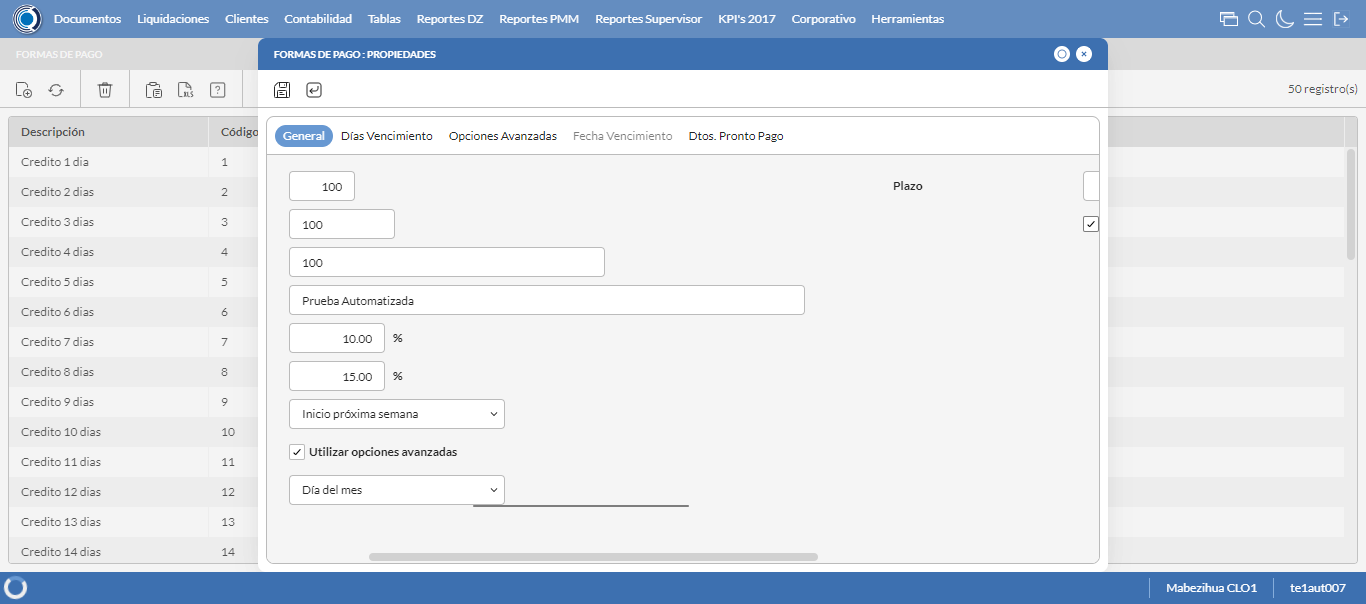 Documentos Liquidaciones Clientes Contabilidad Tablas Reportes DZ Reportes PMM Reportes Supervisor KPI's 2017 Corporativo Herramientas
FORMAS DE PAGO
FORMAS DE PAGO : PROPIEDADES
XLS ?
50 registro(s)
General Días Vencimiento Opciones Avanzadas Fecha Vencimiento Dtos. Pronto Pago
Descripción Código
Credito 1 dia 1
Credito 2 dias 2
Credito 3 dias 3
Credito 4 dias 4
Credito 5 dias 5
Credito 6 dias 6
Credito 7 dias 7
Credito 8 dias 8
Credito 9 dias 9
Credito 10 dias 10
Credito 11 dias 11
Credito 12 dias 12
Credito 13 dias 13
Credito 14 dias 14
100 Plazo
100
100
Prueba Automatizada
10.00 %
15.00 %
Inicio próxima semana
Utilizar opciones avanzadas
Día del mes
Mabezihua CLO1 te1aut007